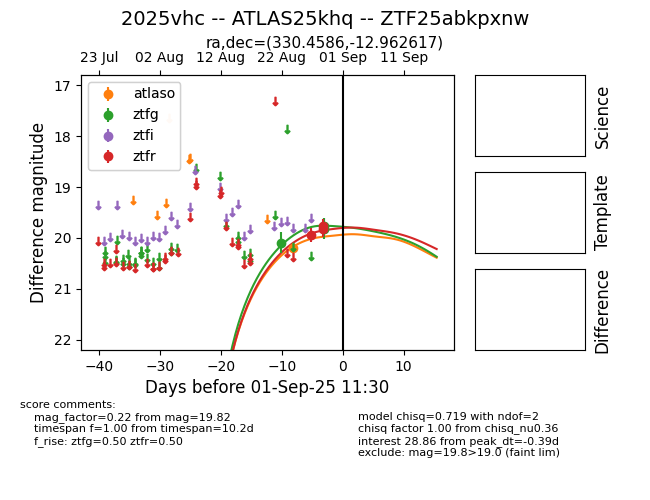 2025vhc -- ATLAS25khq -- ZTF25abkpxnw
ra,dec=(330.4586,-12.962617)
23 Jul 02 Aug 12 Aug 22 Aug 01 Sep 11 Sep
17
18
19
20
21
22
Difference magnitude
atlaso
ztfg
ztfi
ztfr
−40 −30 −20 −10 0 10
Days before 01-Sep-25 11:30
Science
Template
Difference
score comments:
mag_factor=0.22 from mag=19.82
timespan f=1.00 from timespan=10.2d
f_rise: ztfg=0.50 ztfr=0.50
model chisq=0.719 with ndof=2
chisq factor 1.00 from chisq_nu0.36
interest 28.86 from peak_dt=-0.39d
exclude: mag=19.8>19.0 (faint lim)